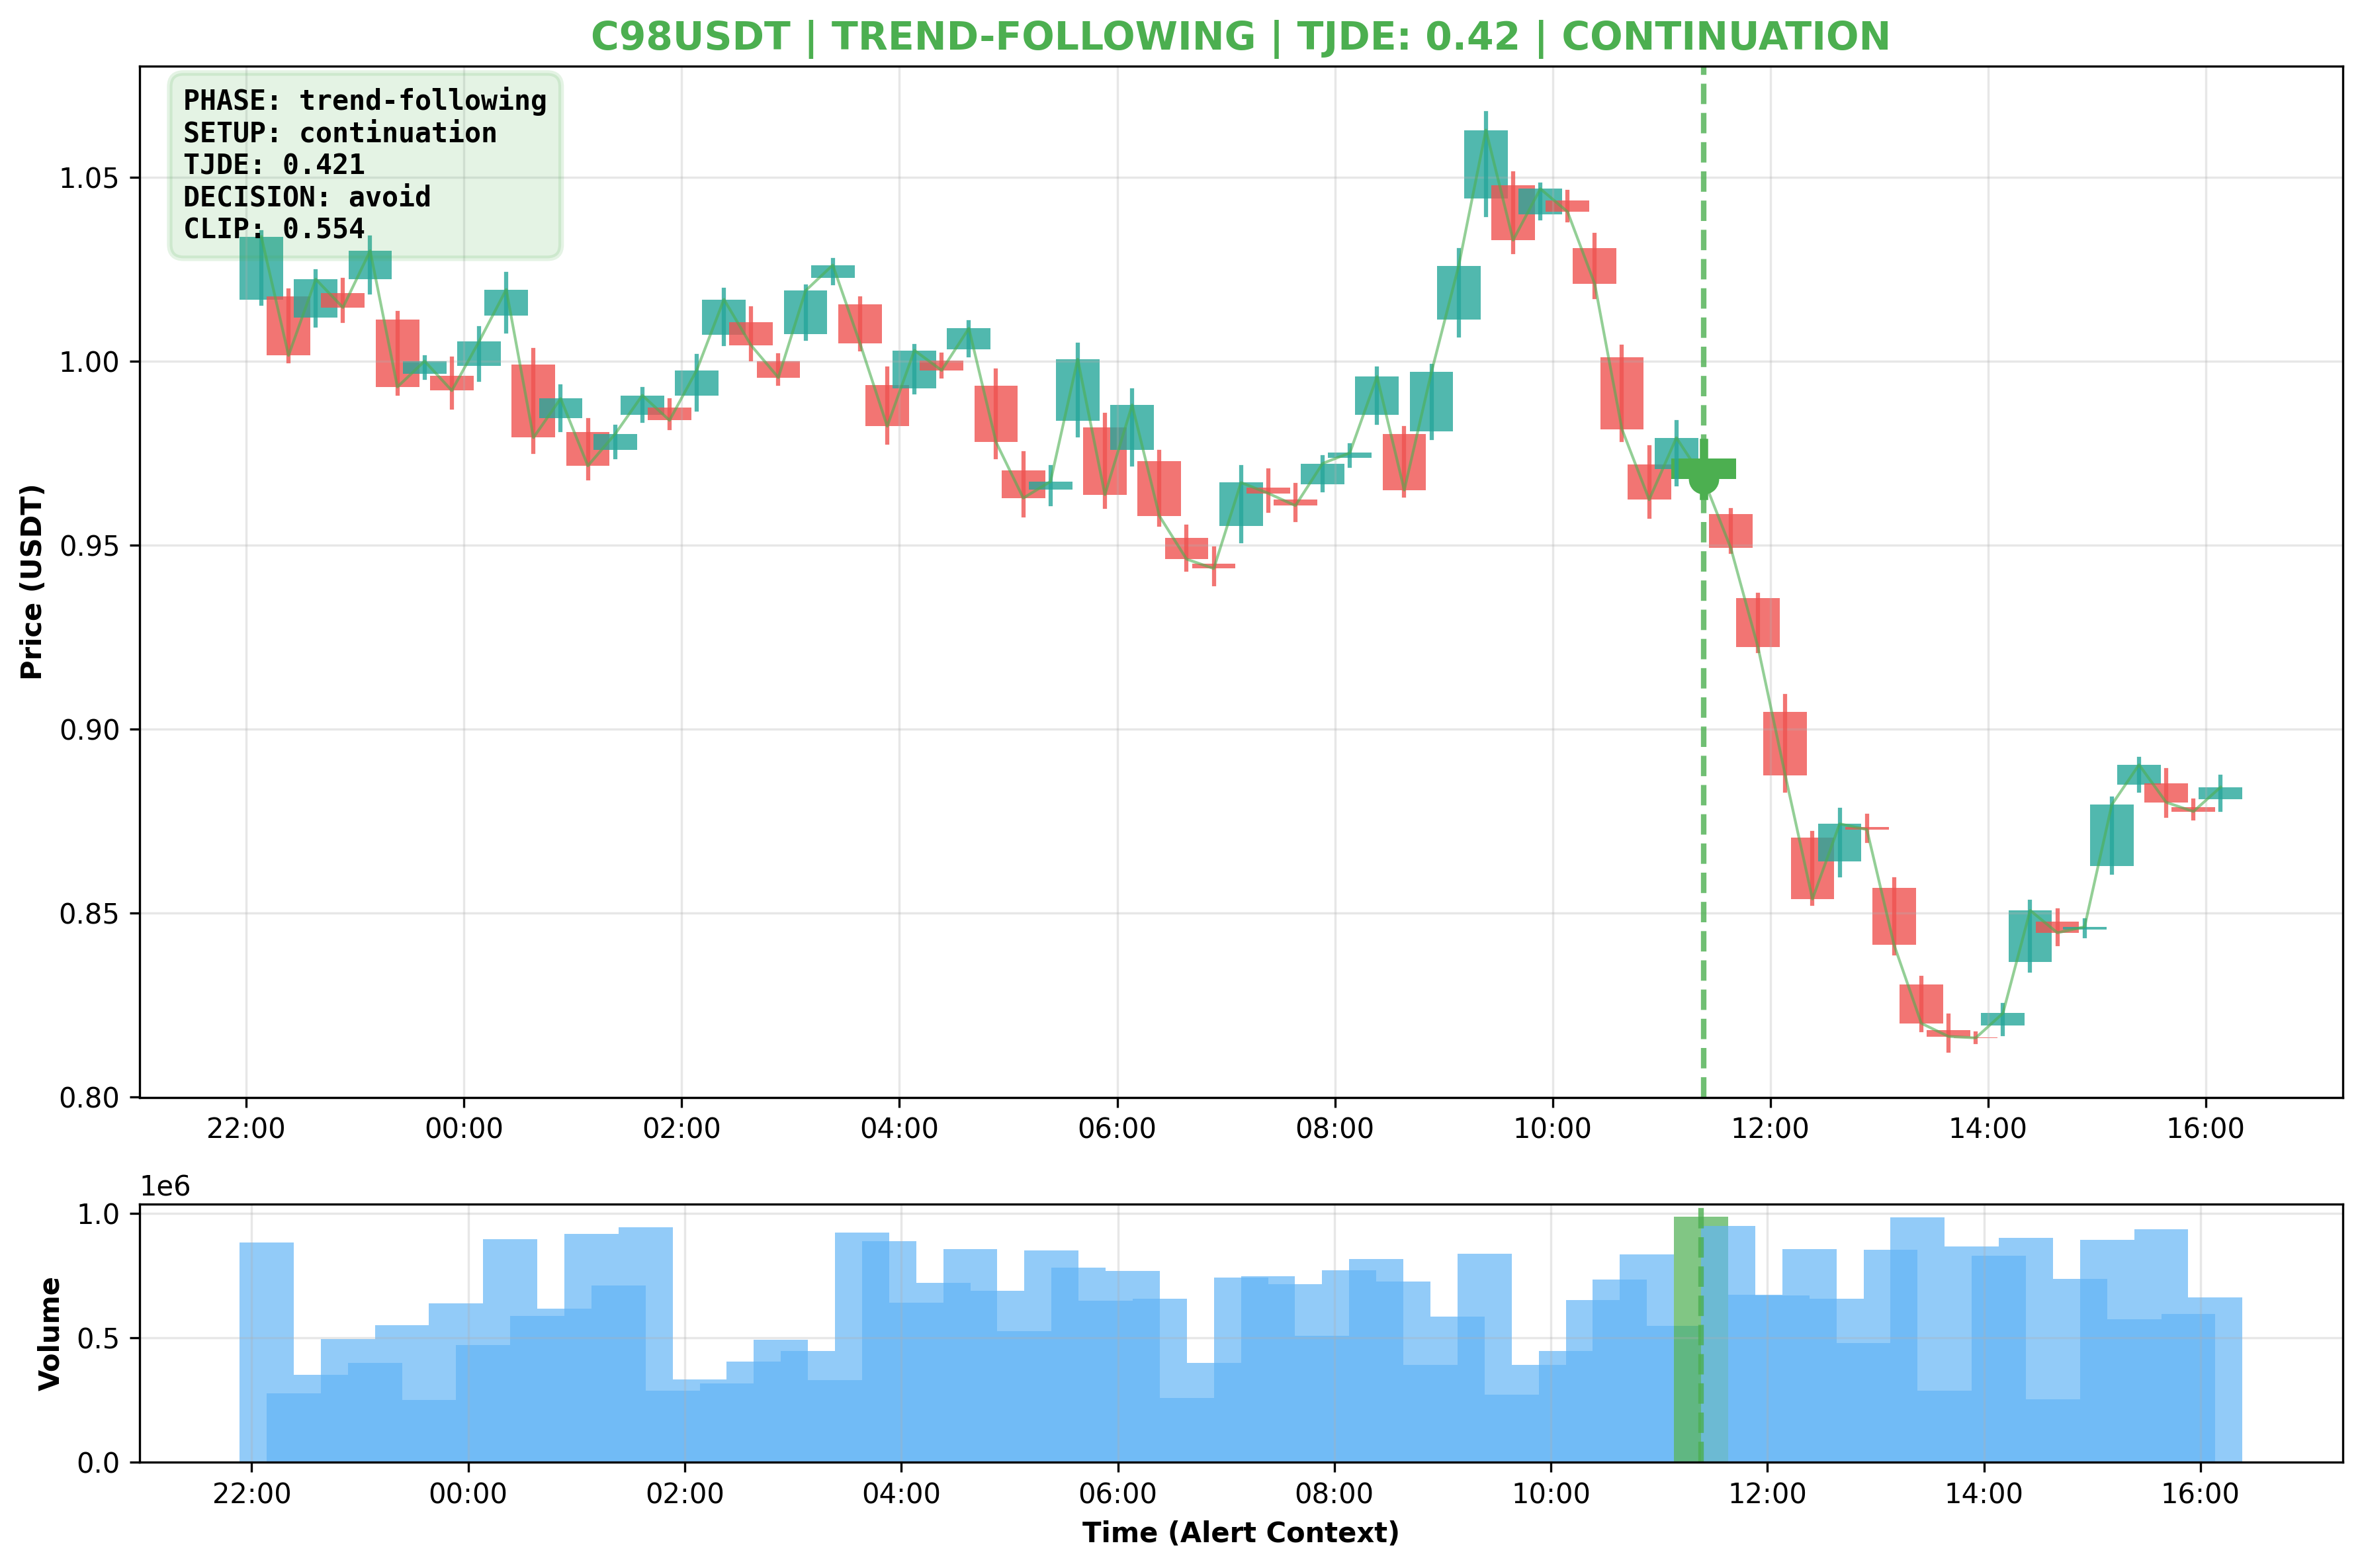 C98USDT | TREND-FOLLOWING | TJDE: 0.42 | CONTINUATION
PHASE: trend-following
SETUP: continuation
TJDE: 0.421
DECISION: avoid
CLIP: 0.554
Price (USDT)
1.05
1.00
0.95
0.90
0.85
0.80
22:00 00:00 02:00 04:00 06:00 08:00 10:00 12:00 14:00 16:00
1e6
Volume
1.0
0.5
0.0
22:00 00:00 02:00 04:00 06:00 08:00 10:00 12:00 14:00 16:00
Time (Alert Context)